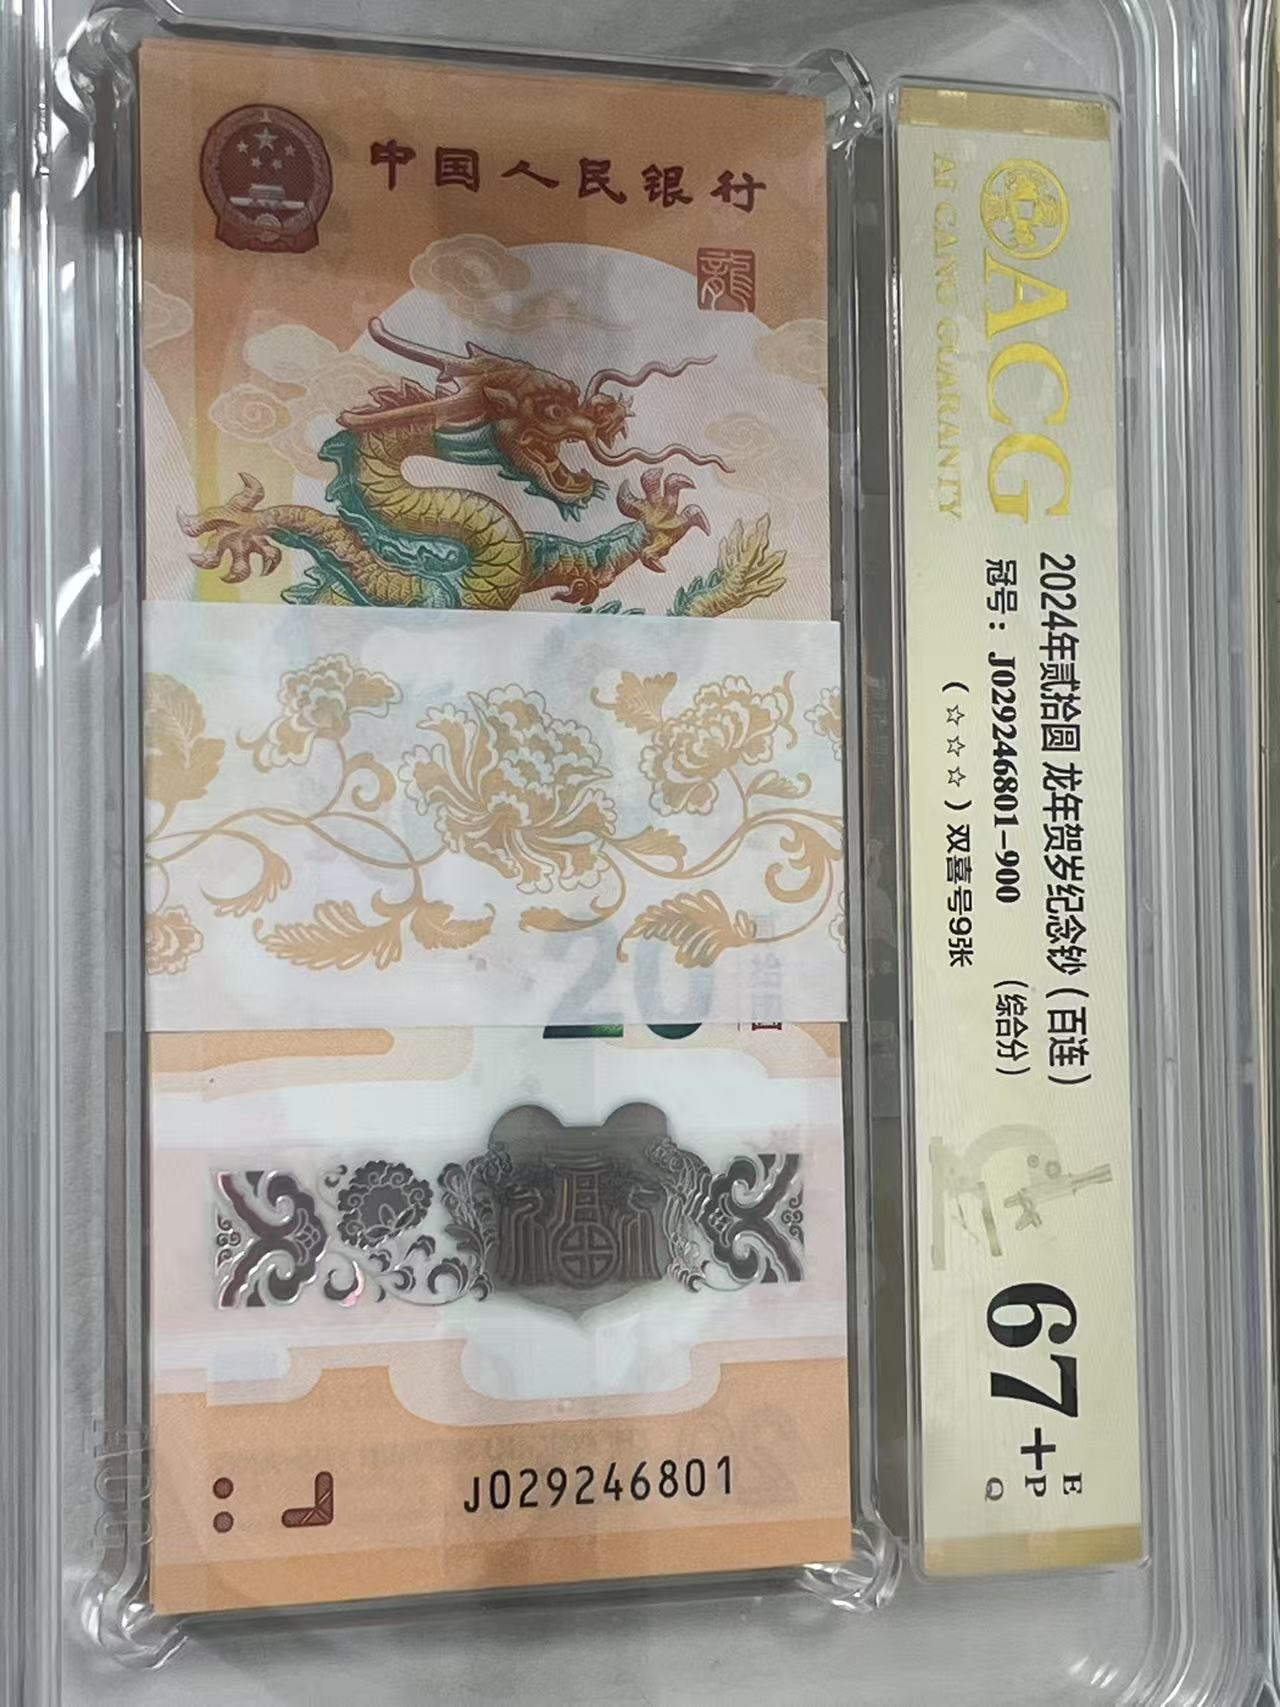 中国人民银行
龍
20
福
J029246801
ACG
AI CANG GUARANTY
2024年贰拾圆 龙年贺岁纪念钞(百连)
冠号：J029246801-900 (综合分)
(☆☆☆☆)双喜号9张
67+
E
P
Q